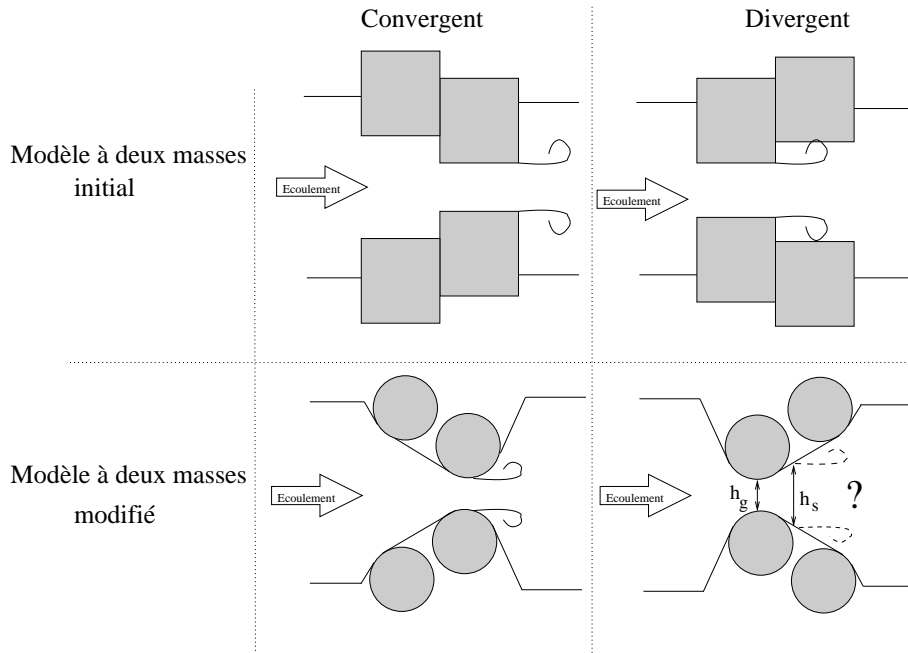 Convergent
Divergent
Modèle à deux masses
initial
Ecoulement
Ecoulement
Modèle à deux masses
modifié
Ecoulement
Ecoulement
h_g
h_s
?